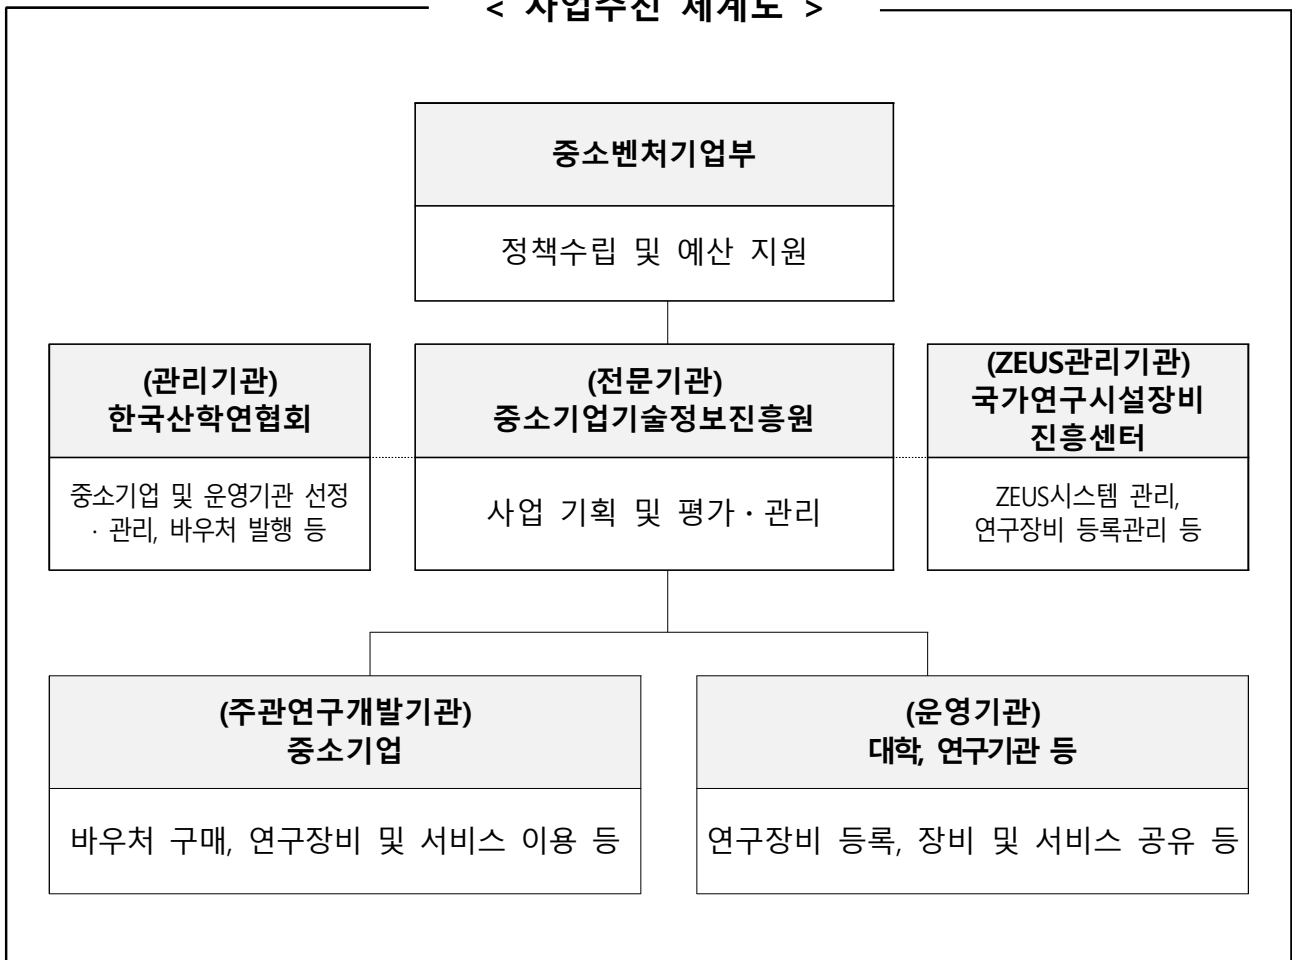 < 사업추진 체계도 >
중소벤처기업부
정책수립 및 예산 지원
(관리기관)
한국산학연협회
중소기업 및 운영기관 선정
· 관리, 바우처 발행 등
(전문기관)
중소기업기술정보진흥원
사업 기획 및 평가·관리
(ZEUS관리기관)
국가연구시설장비
진흥센터
ZEUS시스템 관리,
연구장비 등록관리 등
(주관연구개발기관)
중소기업
바우처 구매, 연구장비 및 서비스 이용 등
(운영기관)
대학, 연구기관 등
연구장비 등록, 장비 및 서비스 공유 등